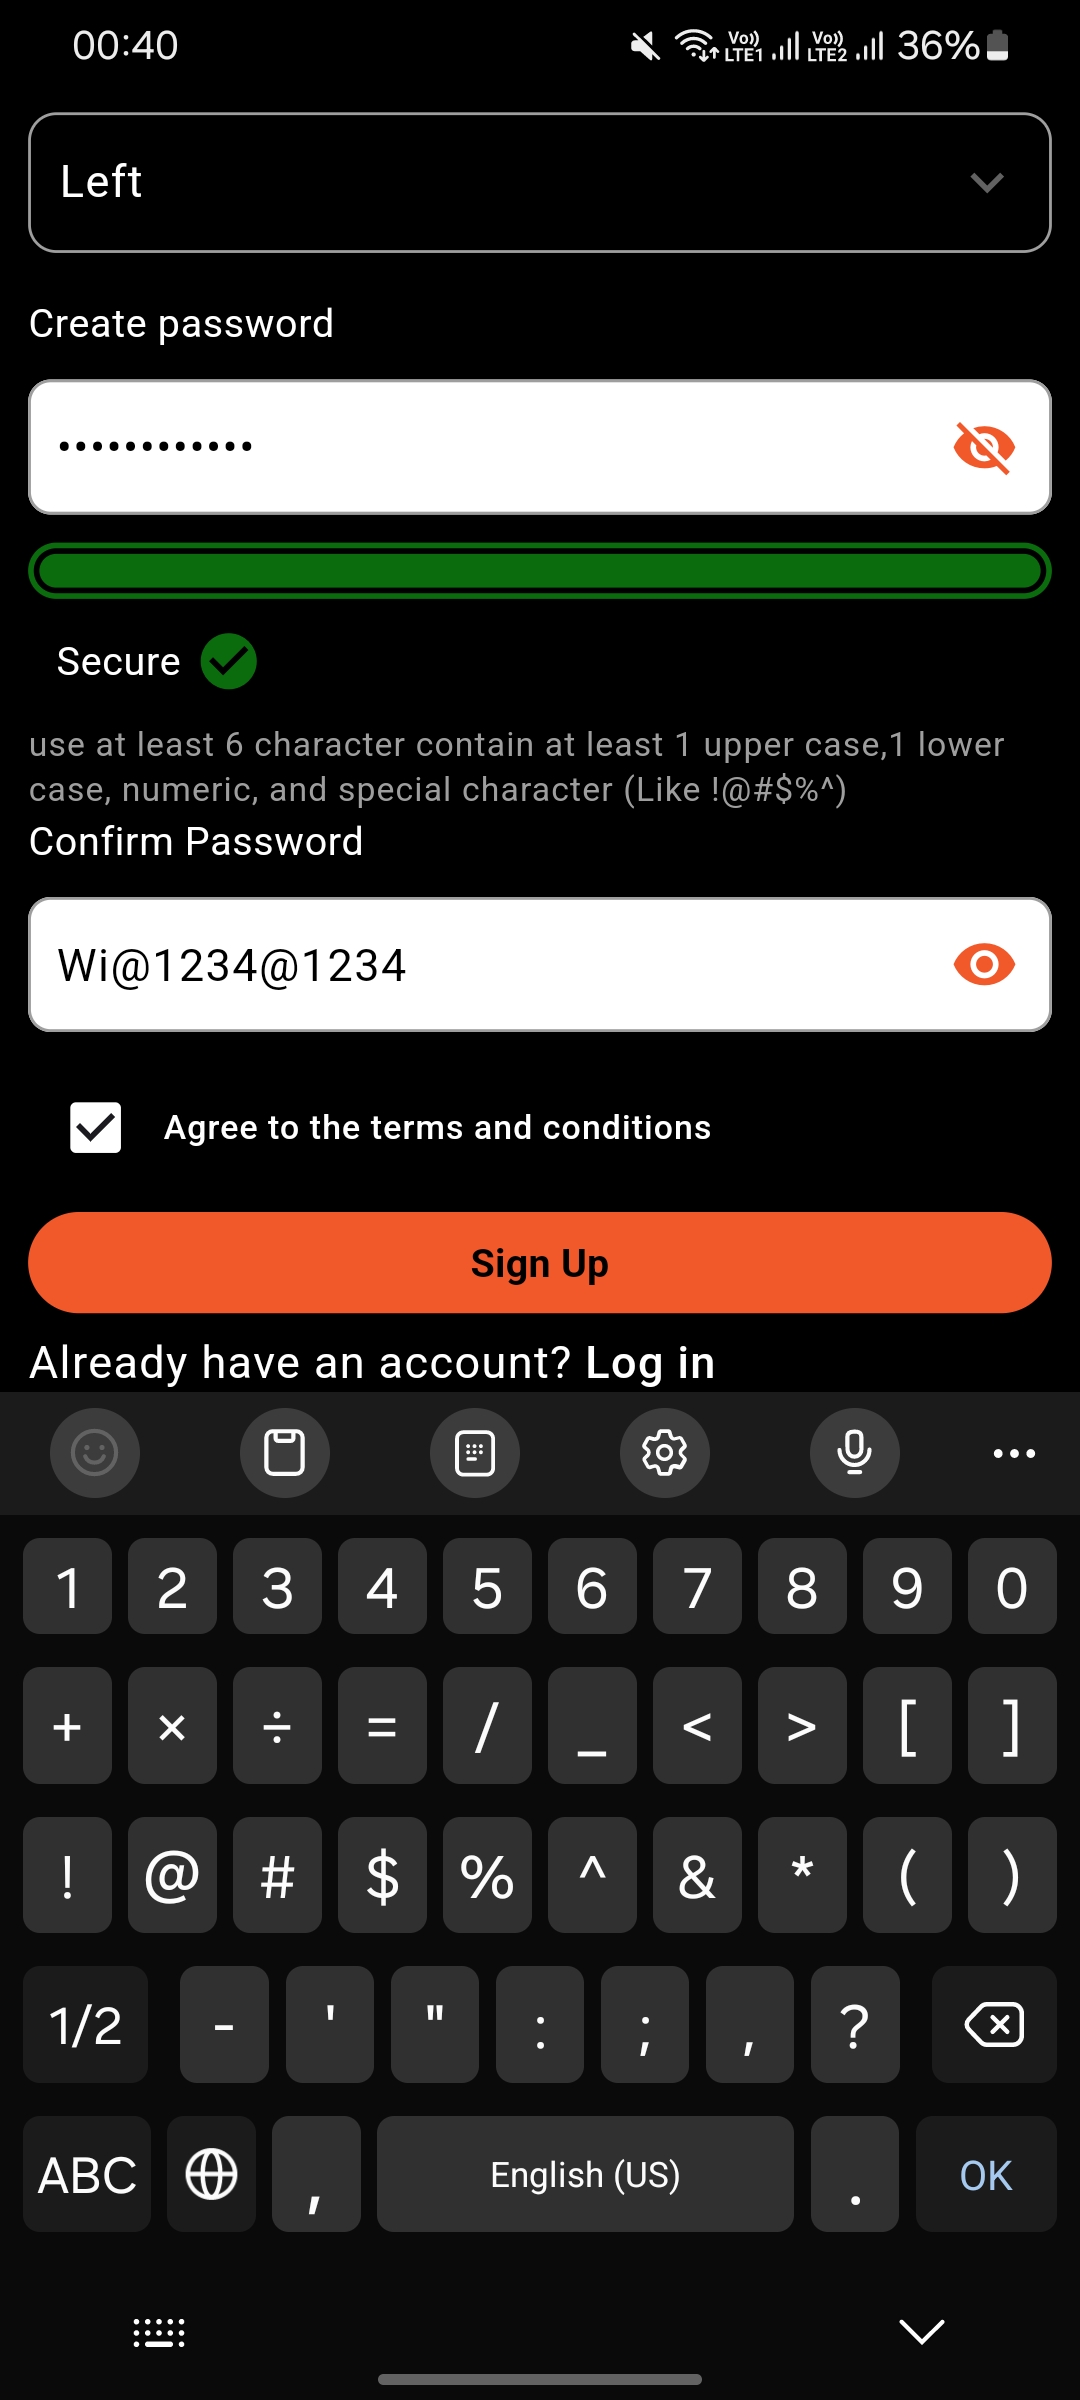 00:40 Vo)) LTE1 Vo)) LTE2 36%
Left
Create password
••••••••••••
Secure
use at least 6 character contain at least 1 upper case,1 lower
case, numeric, and special character (Like !@#$%^)
Confirm Password
Wi@1234@1234
Agree to the terms and conditions
Sign Up
Already have an account? Log in
1 2 3 4 5 6 7 8 9 0
+ × ÷ = / _ < > [ ]
! @ # $ % ^ & * ( )
1/2 - ' " : ; , ?
ABC , English (US) . OK